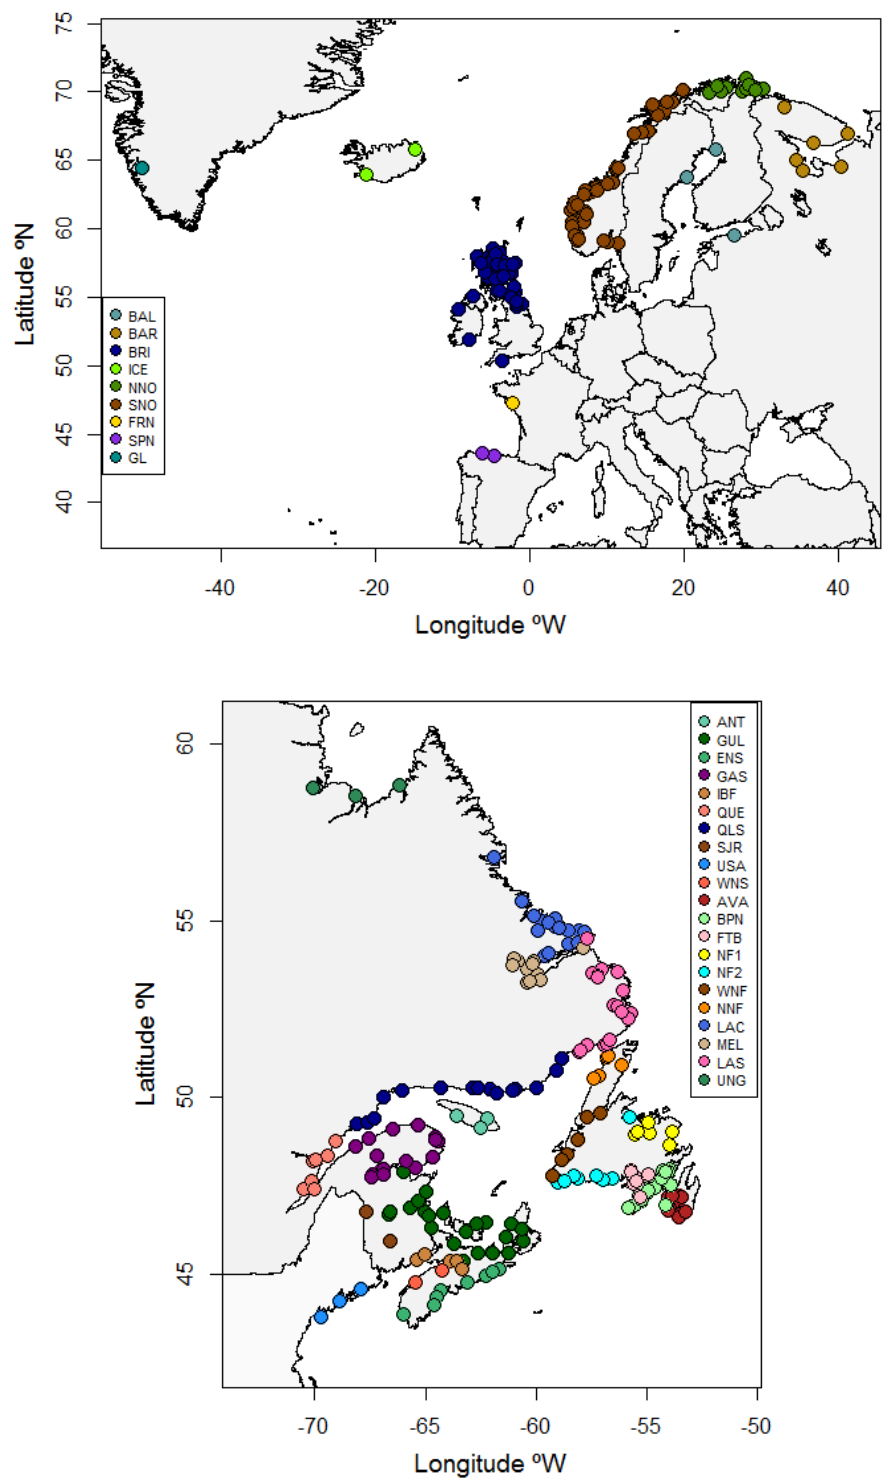 75
70
65
60
55
50
45
40
Latitude ºN
BAL
BAR
BRI
ICE
NNO
SNO
FRN
SPN
GL
-40
-20
0
20
40
Longitude ºW
60
55
50
45
Latitude ºN
ANT
GUL
ENS
GAS
IBF
QUE
QLS
SJR
USA
WNS
AVA
BPN
FTB
NF1
NF2
WNF
NNF
LAC
MEL
LAS
UNG
-70
-65
-60
-55
-50
Longitude ºW